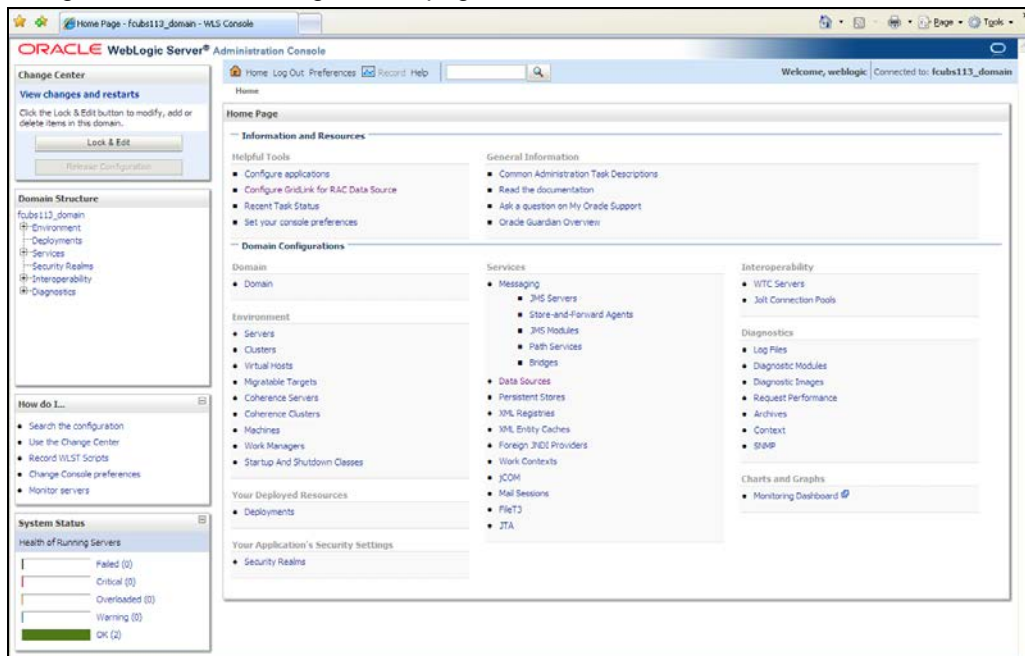 Home Page - fcubs113_domain - WLS Console
Page
Tools
ORACLE WebLogic Server® Administration Console
Change Center
View changes and restarts
Click the Lock & Edit button to modify, add or
delete items in this domain.
Lock & Edit
Release Configuration
Domain Structure
fcubs113_domain
Environment
Deployments
Services
Security Realms
Interoperability
Diagnostics
How do I...
Search the configuration
Use the Change Center
Record WLST Scripts
Change Console preferences
Monitor servers
System Status
Health of Running Servers
Failed (0)
Critical (0)
Overloaded (0)
Warning (0)
OK (2)
Home Log Out Preferences Record Help
Welcome, weblogic Connected to: fcubs113_domain
Home
Home Page
Information and Resources
Helpful Tools
Configure applications
Configure GridLink for RAC Data Source
Recent Task Status
Set your console preferences
General Information
Common Administration Task Descriptions
Read the documentation
Ask a question on My Oracle Support
Oracle Guardian Overview
Domain Configurations
Domain
Domain
Environment
Servers
Clusters
Virtual Hosts
Migratable Targets
Coherence Servers
Coherence Clusters
Machines
Work Managers
Startup And Shutdown Classes
Your Deployed Resources
Deployments
Your Application's Security Settings
Security Realms
Services
Messaging
JMS Servers
Store-and-Forward Agents
JMS Modules
Path Services
Bridges
Data Sources
Persistent Stores
XML Registries
XML Entity Caches
Foreign JNDI Providers
Work Contexts
jCOM
Mail Sessions
FileT3
JTA
Interoperability
WTC Servers
Jolt Connection Pools
Diagnostics
Log Files
Diagnostic Modules
Diagnostic Images
Request Performance
Archives
Context
SNMP
Charts and Graphs
Monitoring Dashboard